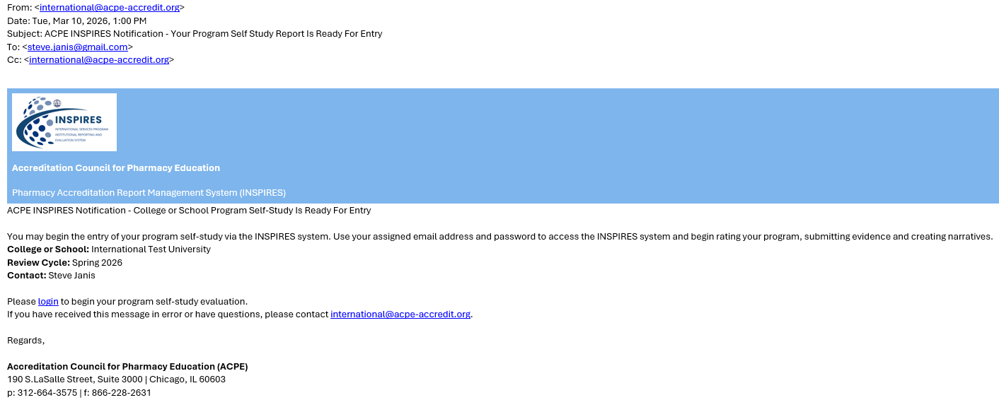 From: <international@acpe-accredit.org>
Date: Tue, Mar 10, 2026, 1:00 PM
Subject: ACPE INSPIRES Notification - Your Program Self Study Report Is Ready For Entry
To: <steve.janis@gmail.com>
Cc: <international@acpe-accredit.org>
INSPIRES
INTERNATIONAL SERVICES PROGRAM
INSTITUTIONAL REPORTING AND
EVALUATION SYSTEM
Accreditation Council for Pharmacy Education
Pharmacy Accreditation Report Management System (INSPIRES)
ACPE INSPIRES Notification - College or School Program Self-Study Is Ready For Entry
You may begin the entry of your program self-study via the INSPIRES system. Use your assigned email address and password to access the INSPIRES system and begin rating your program, submitting evidence and creating narratives.
College or School: International Test University
Review Cycle: Spring 2026
Contact: Steve Janis
Please login to begin your program self-study evaluation.
If you have received this message in error or have questions, please contact international@acpe-accredit.org.
Regards,
Accreditation Council for Pharmacy Education (ACPE)
190 S.LaSalle Street, Suite 3000 | Chicago, IL 60603
p: 312-664-3575 | f: 866-228-2631